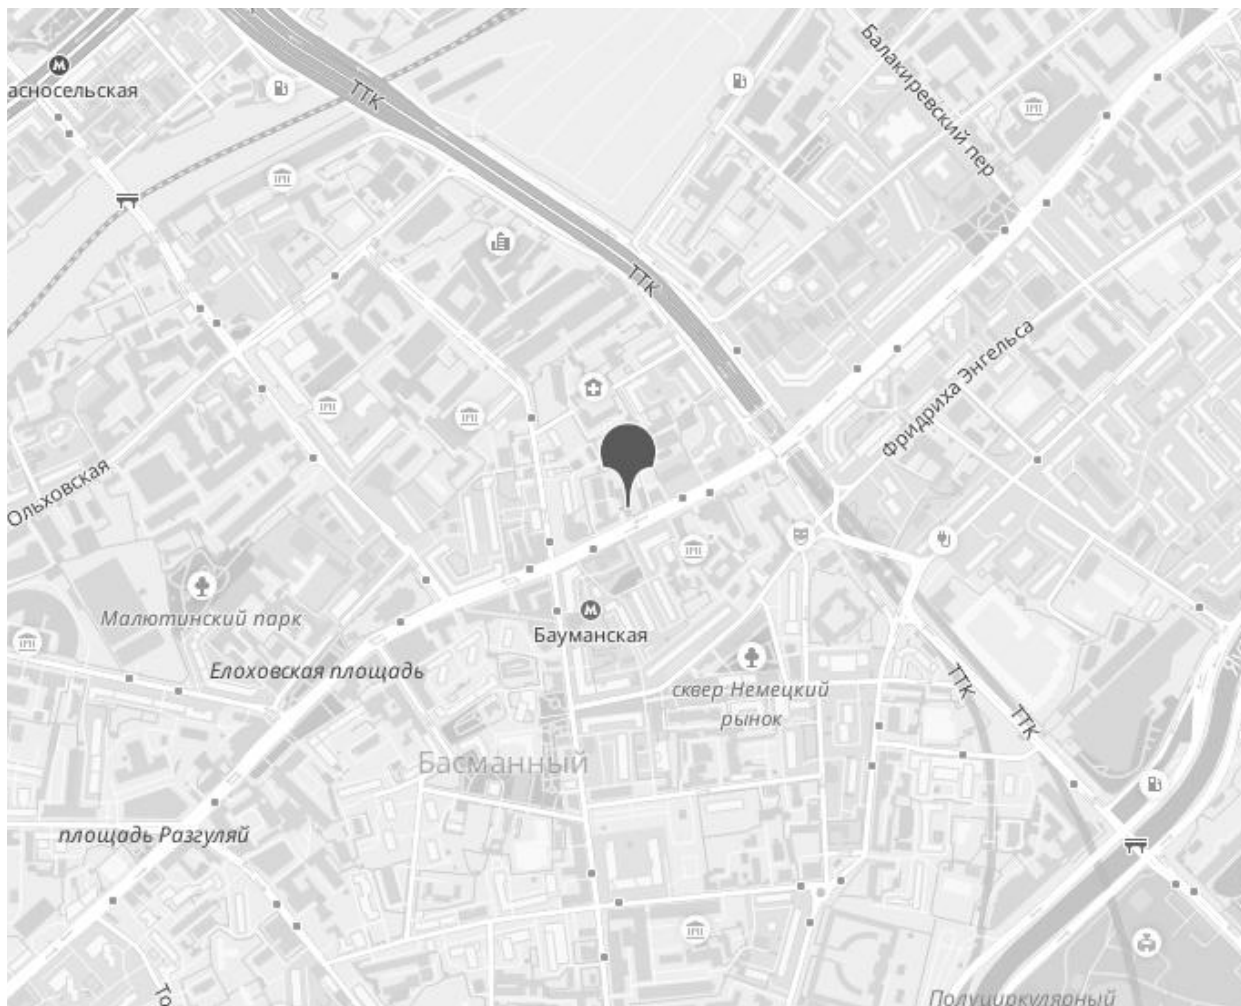 Балакиревский пер
М
асносельская
ТТК
ТТК
Фридриха Энгельса
Ольховская
М
Бауманская
Малютинский парк
Елоховская площадь
сквер Немецкий
рынок
ТТК
ТТК
Басманный
площадь Разгуляй
Полуциркулярный